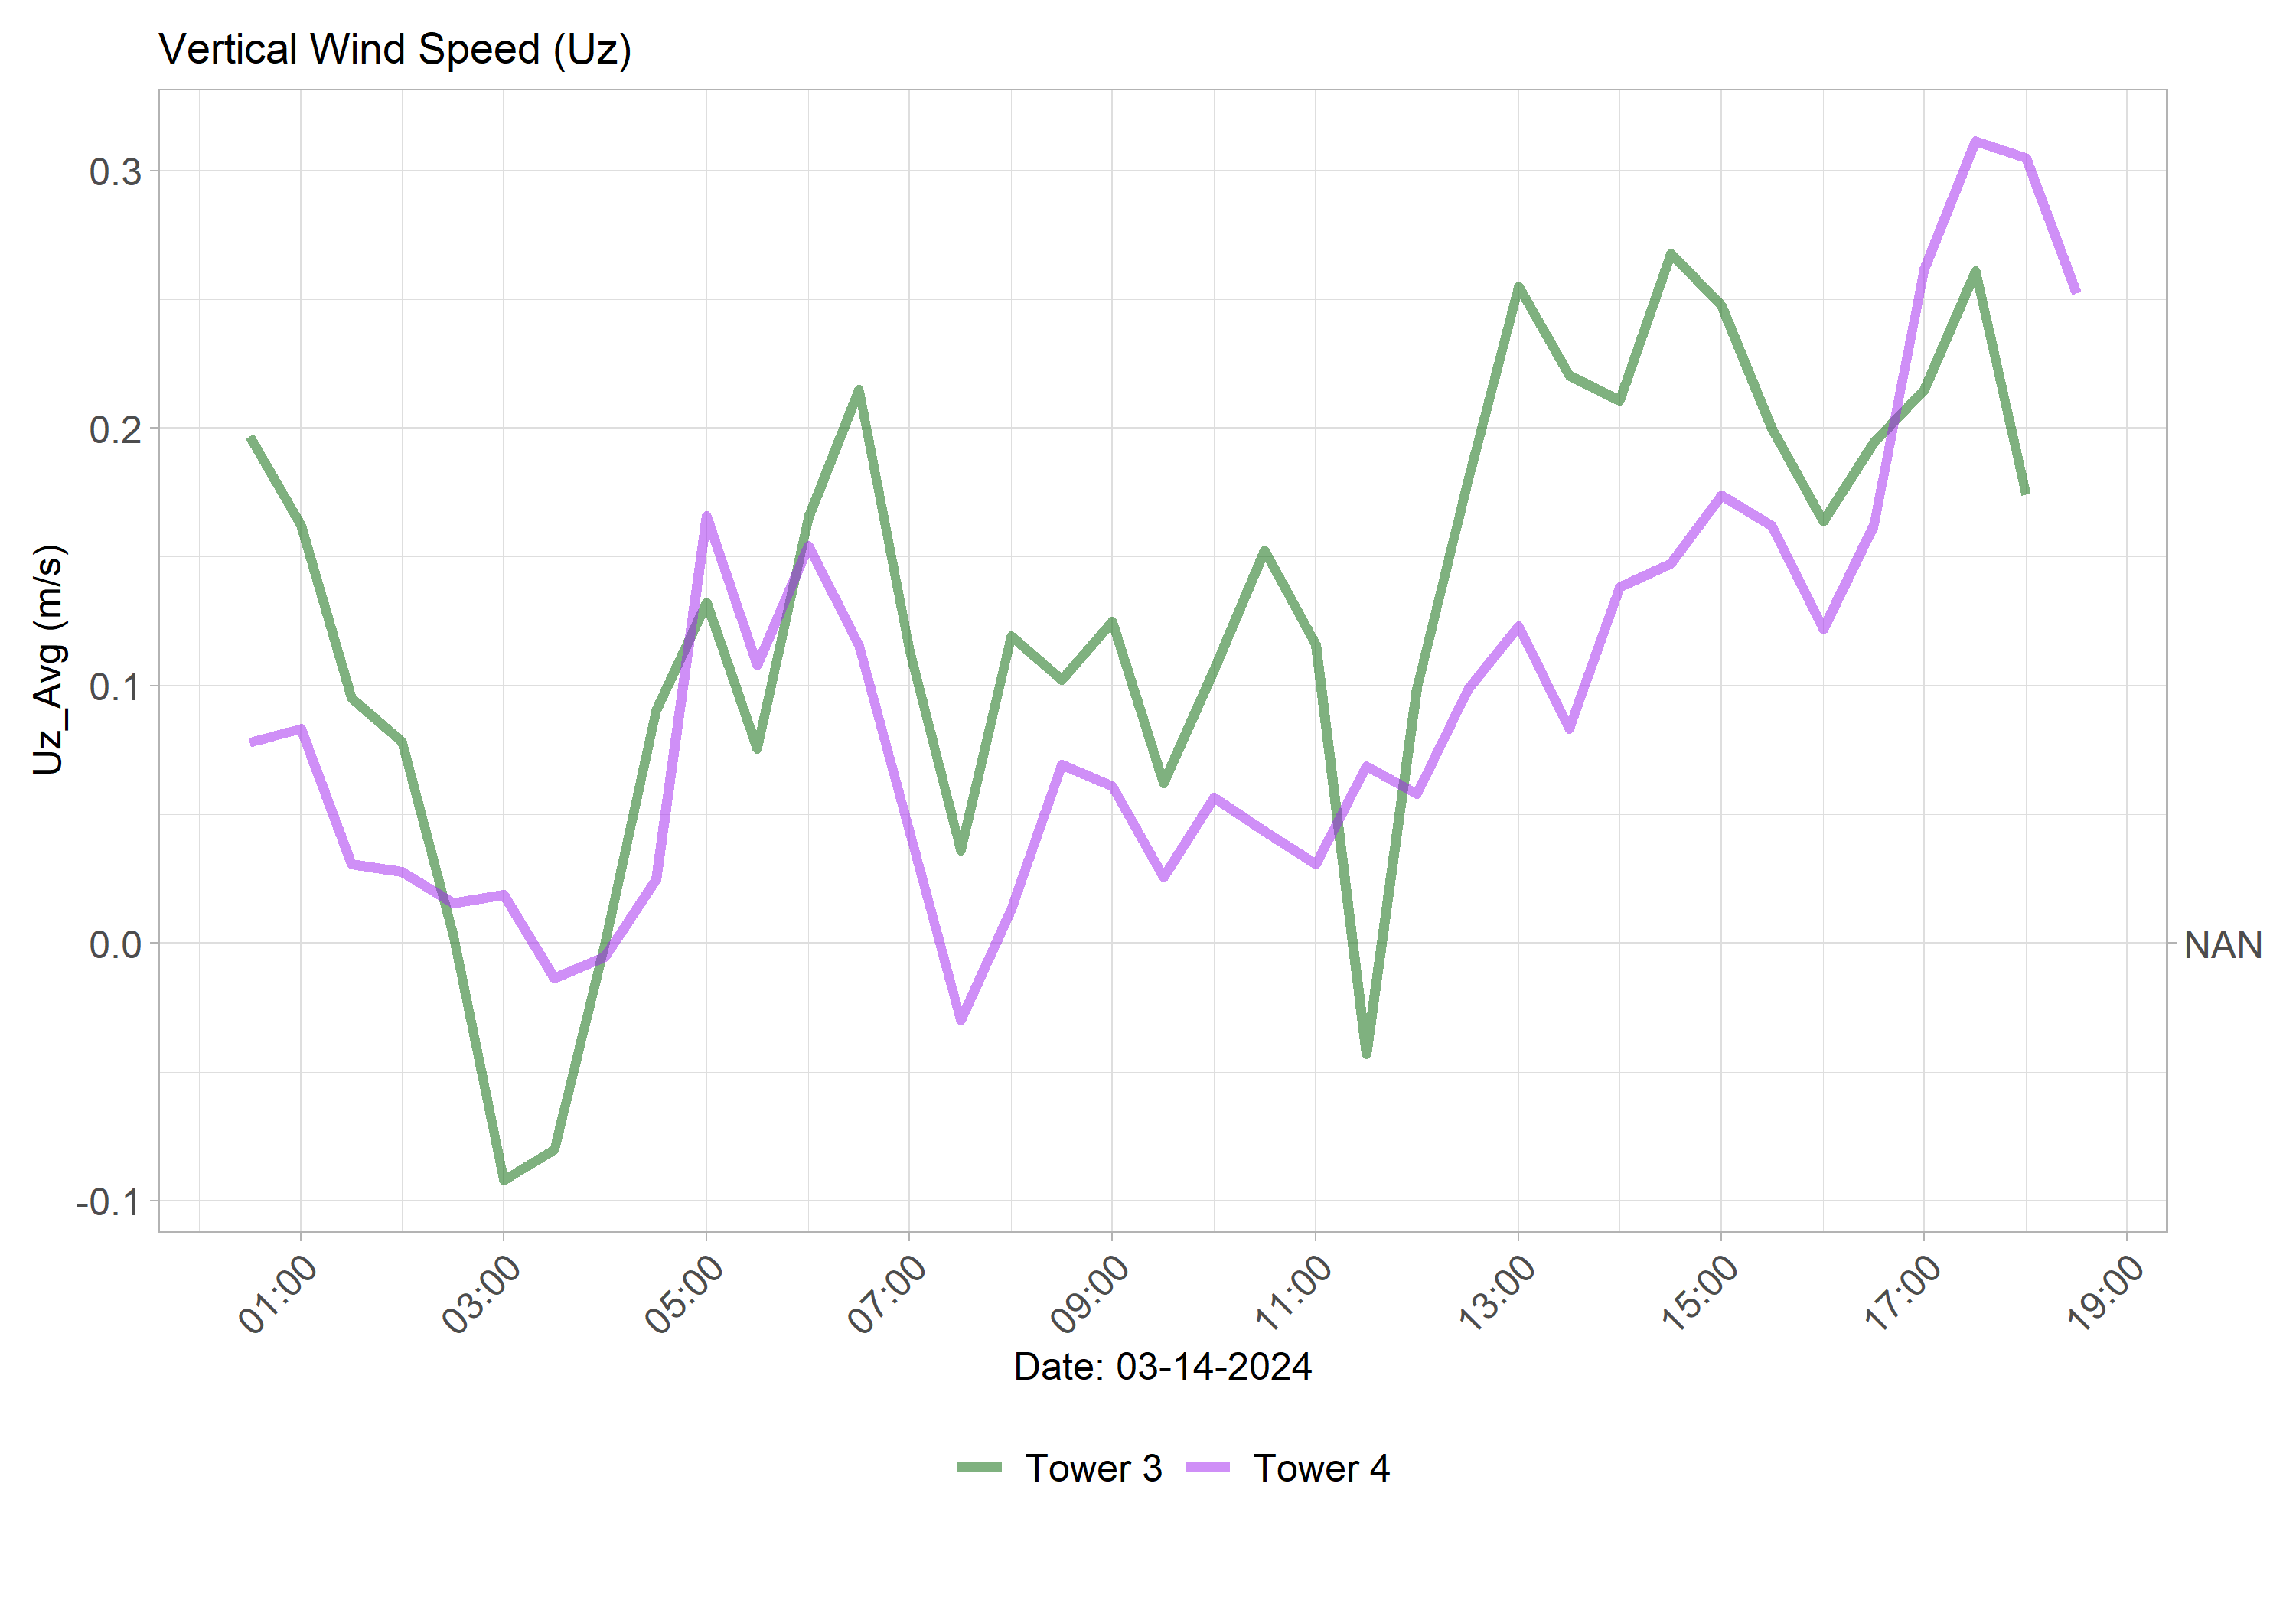 Vertical Wind Speed (Uz)
Uz_Avg (m/s)
0.3
0.2
0.1
0.0
-0.1
NAN
01:00 03:00 05:00 07:00 09:00 11:00 13:00 15:00 17:00 19:00
Date: 03-14-2024
Tower 3 Tower 4